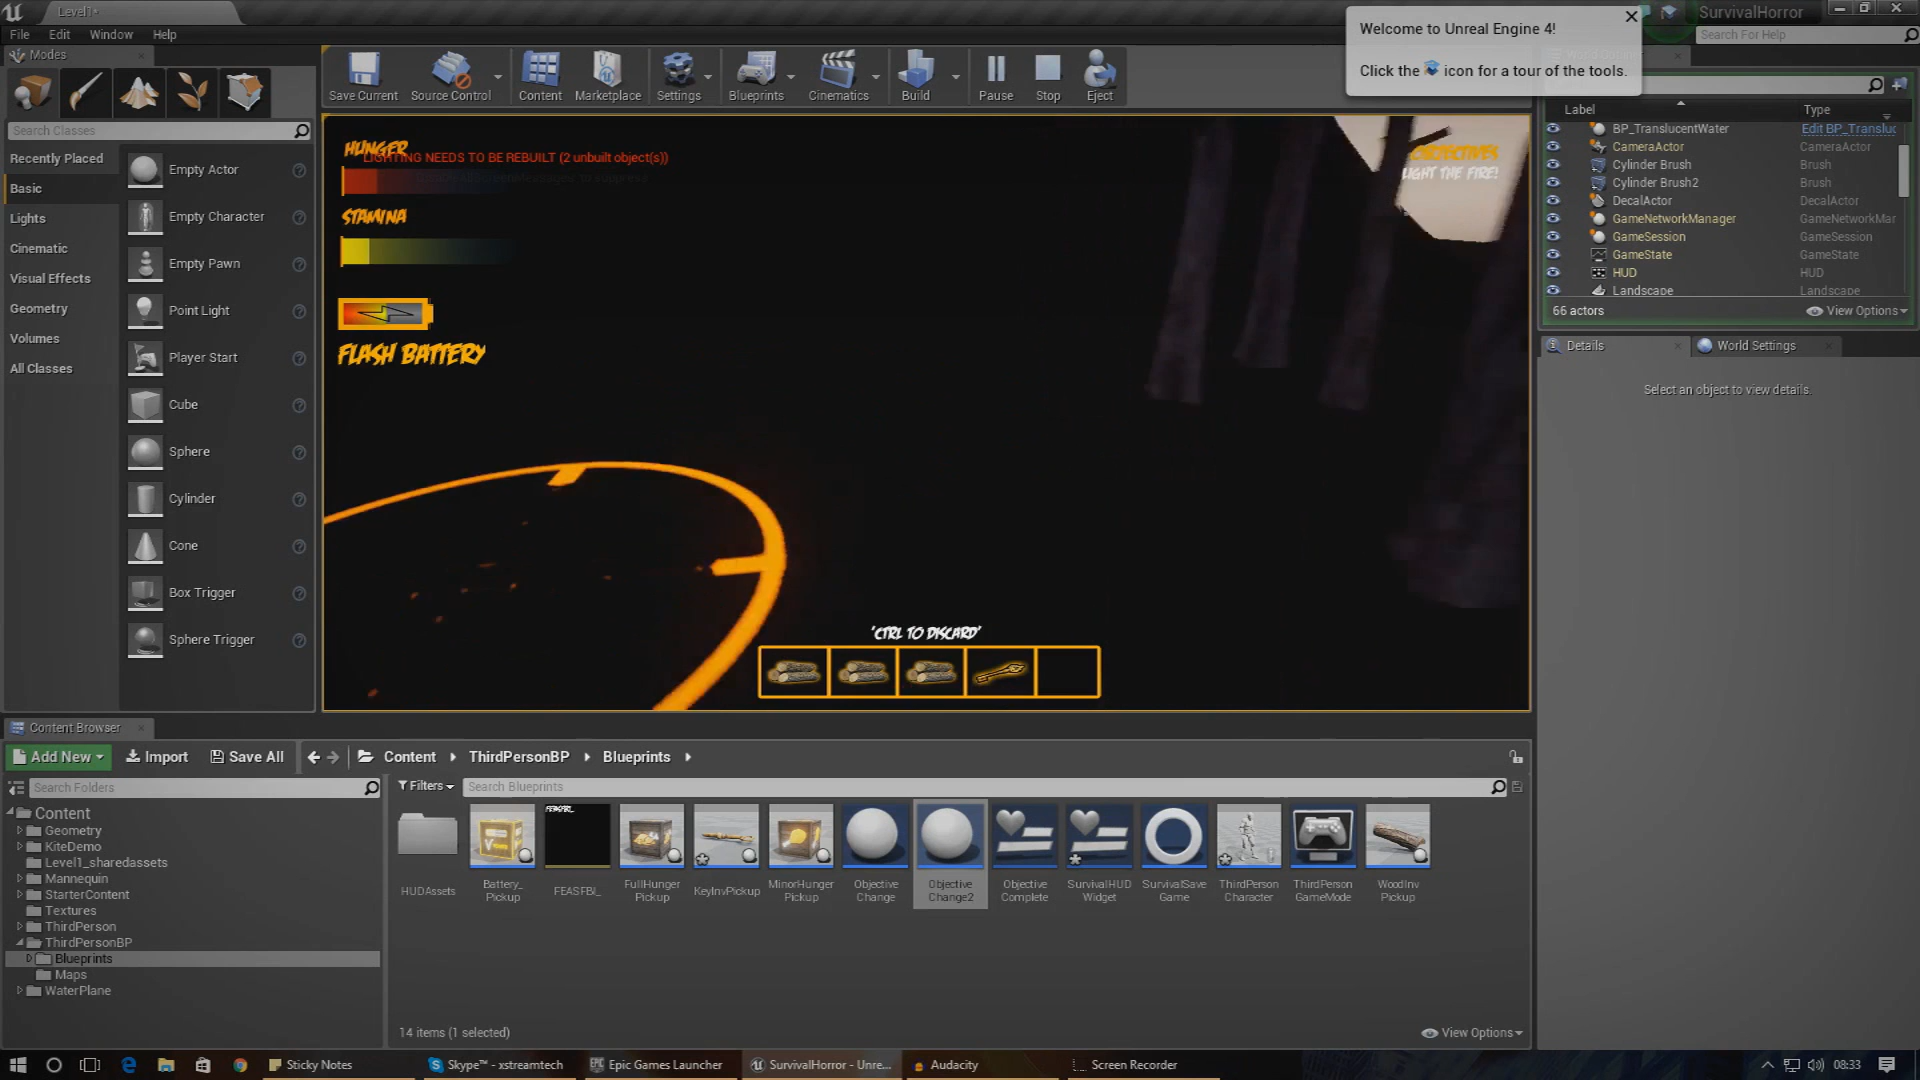 Level1*
SurvivalHorror
File Edit Window Help
Search For Help
Welcome to Unreal Engine 4!
Click the icon for a tour of the tools.
Modes
Save Current Source Control Content Marketplace Settings Blueprints Cinematics Build Pause Stop Eject
Search Classes
Recently Placed
Basic
Lights
Cinematic
Visual Effects
Geometry
Volumes
All Classes
Empty Actor
Empty Character
Empty Pawn
Point Light
Player Start
Cube
Sphere
Cylinder
Cone
Box Trigger
Sphere Trigger
HUNGER
LIGHTING NEEDS TO BE REBUILT (2 unbuilt object(s))
STAMINA
FLASH BATTERY
OBJECTIVES
LIGHT THE FIRE!
'CTRL TO DISCARD'
Label Type
BP_TranslucentWater Edit BP_Transluc
CameraActor CameraActor
Cylinder Brush Brush
Cylinder Brush2 Brush
DecalActor DecalActor
GameNetworkManager GameNetworkMar
GameSession GameSession
GameState GameState
HUD HUD
Landscape Landscape
66 actors View Options
Details World Settings
Select an object to view details.
Content Browser
Add New Import Save All Content ThirdPersonBP Blueprints
Search Folders
Filters Search Blueprints
Content
Geometry
KiteDemo
Level1_sharedassets
Mannequin
StarterContent
Textures
ThirdPerson
ThirdPersonBP
Blueprints
Maps
WaterPlane
HUDAssets
Battery_
Pickup
FEASFBI_
FullHunger
Pickup
KeyInvPickup
MinorHunger
Pickup
Objective
Change
Objective
Change2
Objective
Complete
SurvivalHUD
Widget
SurvivalSave
Game
ThirdPerson
Character
ThirdPerson
GameMode
WoodInv
Pickup
14 items (1 selected) View Options
Sticky Notes Skype™ - xstreamtech Epic Games Launcher SurvivalHorror - Unre... Audacity Screen Recorder 08:33